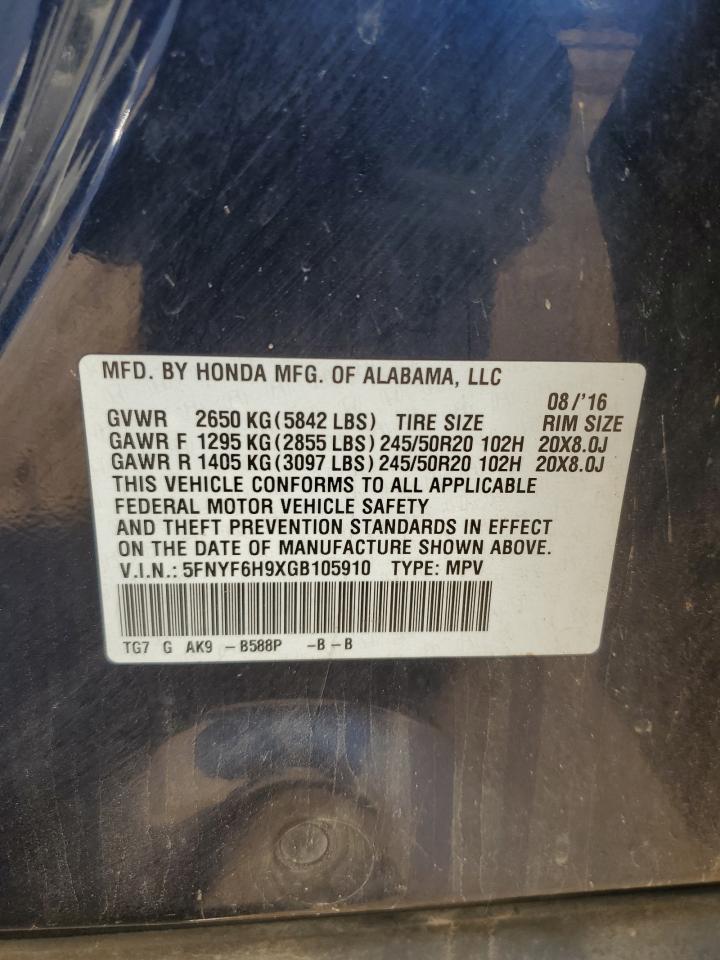 MFD. BY HONDA MFG. OF ALABAMA, LLC
08/'16
GVWR 2650 KG (5842 LBS) TIRE SIZE RIM SIZE
GAWR F 1295 KG (2855 LBS) 245/50R20 102H 20X8.0J
GAWR R 1405 KG (3097 LBS) 245/50R20 102H 20X8.0J
THIS VEHICLE CONFORMS TO ALL APPLICABLE
FEDERAL MOTOR VEHICLE SAFETY
AND THEFT PREVENTION STANDARDS IN EFFECT
ON THE DATE OF MANUFACTURE SHOWN ABOVE.
V.I.N.: 5FNYF6H9XGB105910 TYPE: MPV
TG7 G AK9 -B588P -B-B